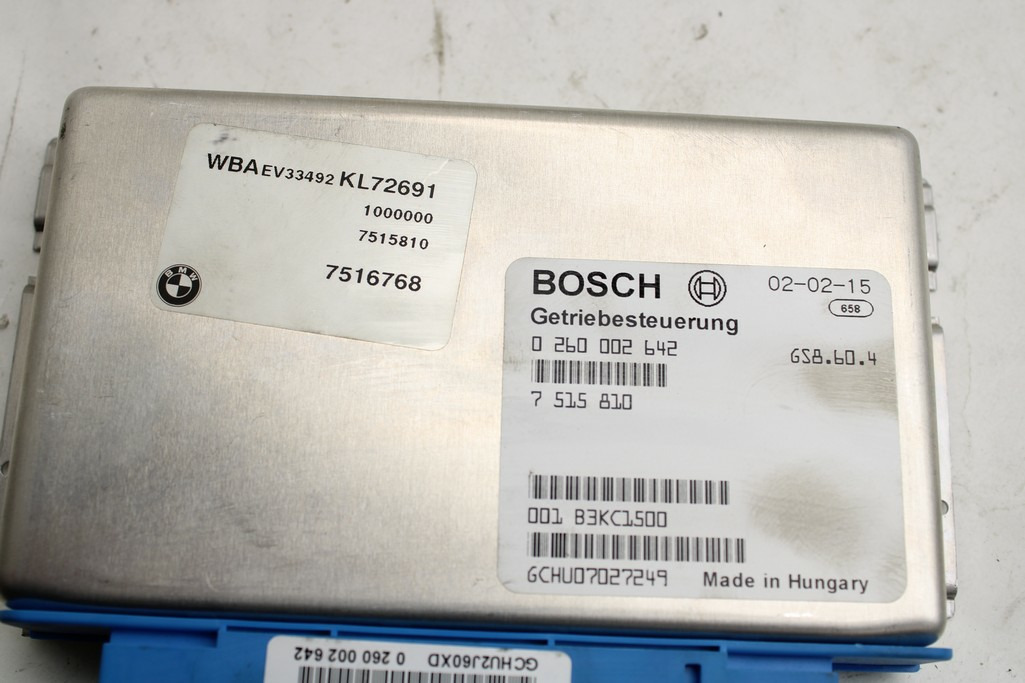 WBAEV33492KL72691
1000000
7515810
7516768
BMW
BOSCH
02-02-15
658
Getriebesteuerung
0 260 002 642
GS8.60.4
7 515 810
001 B3KC1500
GCHU07027249
Made in Hungary
GCHU2J60XD 0 260 002 642